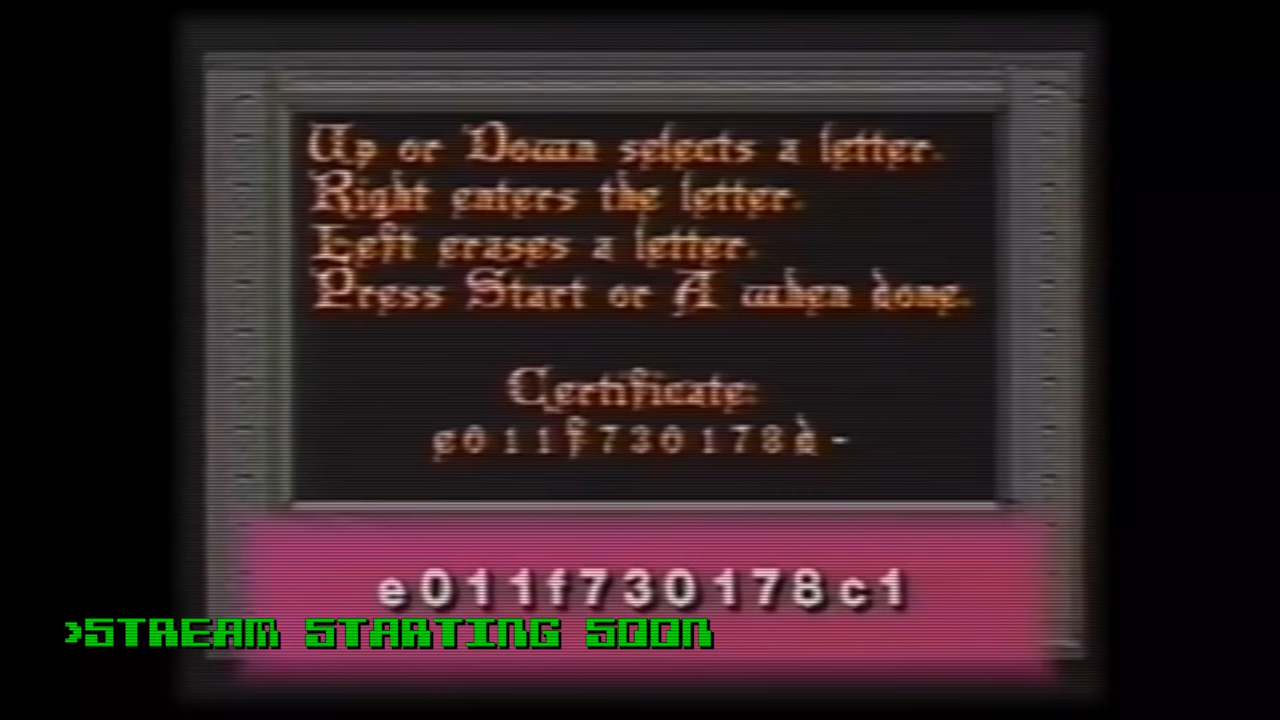 Up or Down selects a letter.
Right enters the letter.
Left erases a letter.
Press Start or A when done.
Certificate:
e011f730178d-
e011f730178c1
>STREAM STARTING SOON